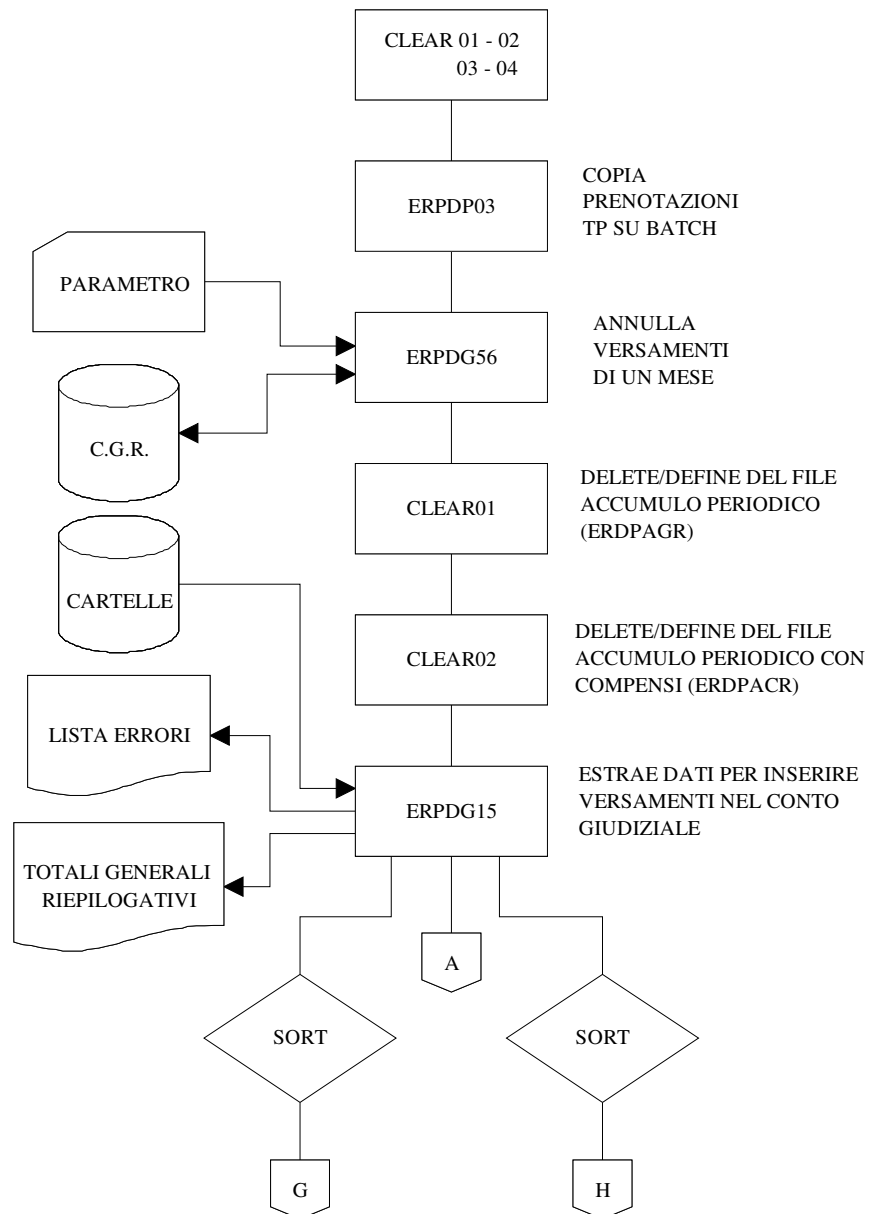 CLEAR 01 - 02
03 - 04
ERPDP03
COPIA
PRENOTAZIONI
TP SU BATCH
PARAMETRO
ERPDG56
ANNULLA
VERSAMENTI
DI UN MESE
C.G.R.
CLEAR01
DELETE/DEFINE DEL FILE
ACCUMULO PERIODICO
(ERDPAGR)
CARTELLE
CLEAR02
DELETE/DEFINE DEL FILE
ACCUMULO PERIODICO CON
COMPENSI (ERDPACR)
LISTA ERRORI
ERPDG15
ESTRAE DATI PER INSERIRE
VERSAMENTI NEL CONTO
GIUDIZIALE
TOTALI GENERALI
RIEPILOGATIVI
A
SORT
SORT
G
H